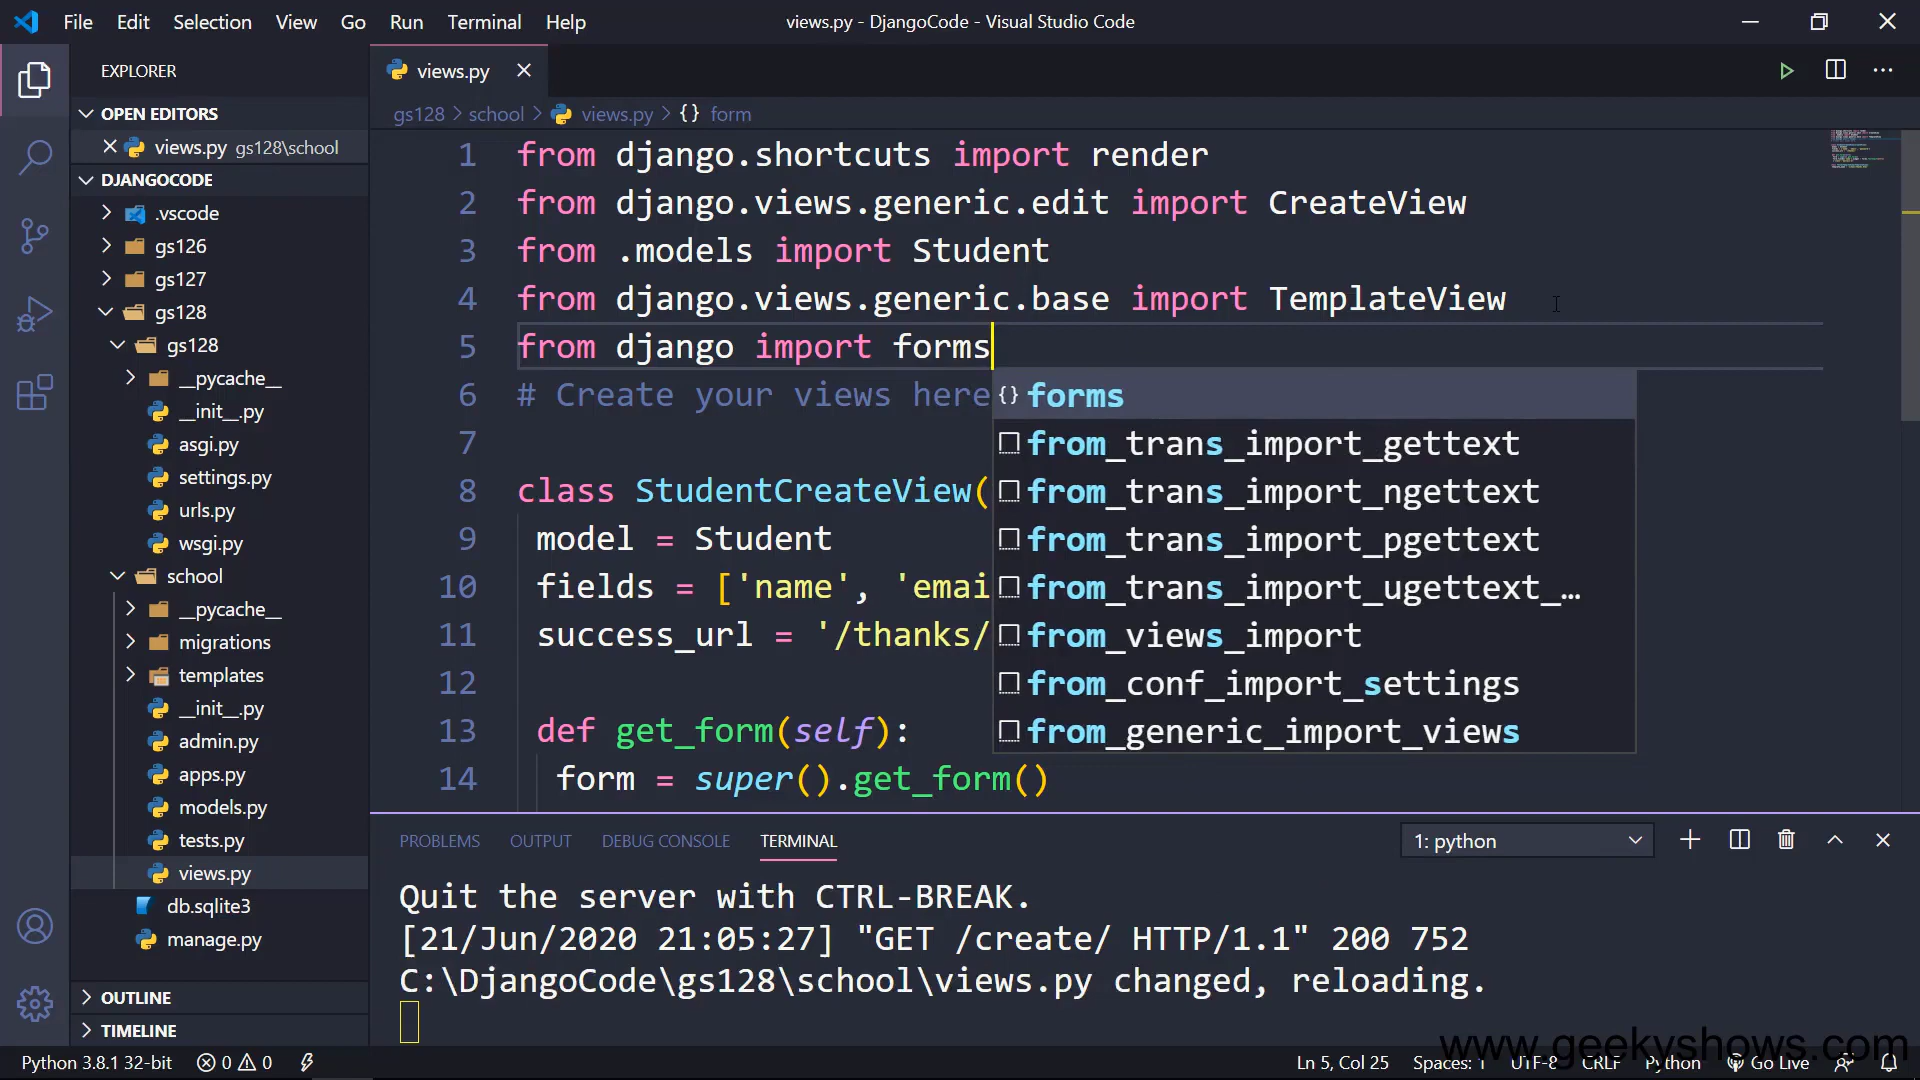 File Edit Selection View Go Run Terminal Help
views.py - DjangoCode - Visual Studio Code
EXPLORER
OPEN EDITORS
views.py gs128\school
DJANGOCODE
.vscode
gs126
gs127
gs128
gs128
__pycache__
__init__.py
asgi.py
settings.py
urls.py
wsgi.py
school
__pycache__
migrations
templates
__init__.py
admin.py
apps.py
models.py
tests.py
views.py
db.sqlite3
manage.py
OUTLINE
TIMELINE
views.py
gs128 > school > views.py > {} form
1 from django.shortcuts import render
2 from django.views.generic.edit import CreateView
3 from .models import Student
4 from django.views.generic.base import TemplateView
5 from django import forms
6 # Create your views here
7
8 class StudentCreateView(
9 model = Student
10 fields = ['name', 'emai
11 success_url = '/thanks/
12
13 def get_form(self):
14 form = super().get_form()
{} forms
from_trans_import_gettext
from_trans_import_ngettext
from_trans_import_pgettext
from_trans_import_ugettext_…
from_views_import
from_conf_import_settings
from_generic_import_views
PROBLEMS OUTPUT DEBUG CONSOLE TERMINAL
1: python
Quit the server with CTRL-BREAK.
[21/Jun/2020 21:05:27] "GET /create/ HTTP/1.1" 200 752
C:\DjangoCode\gs128\school\views.py changed, reloading.
www.geekyshows.com
Python 3.8.1 32-bit 0 0 Ln 5, Col 25 Spaces: 1 UTF-8 CRLF Python Go Live